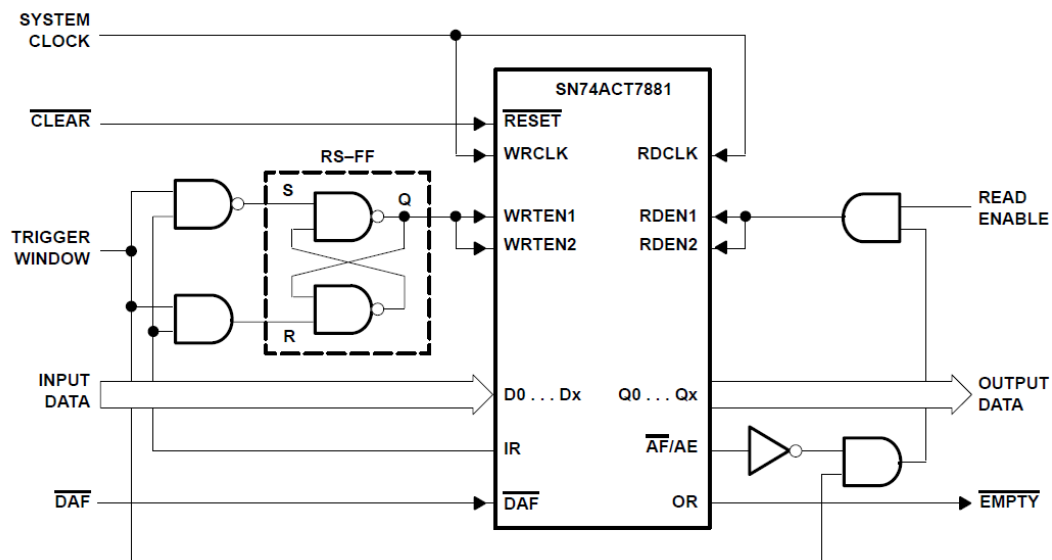 SYSTEM
CLOCK
SN74ACT7881
CLEAR
RESET
WRCLK
RDCLK
RS–FF
S
Q
READ
ENABLE
WRTEN1
RDEN1
TRIGGER
WINDOW
WRTEN2
RDEN2
R
INPUT
DATA
D0 . . . Dx
Q0 . . . Qx
OUTPUT
DATA
IR
AF/AE
DAF
DAF
OR
EMPTY